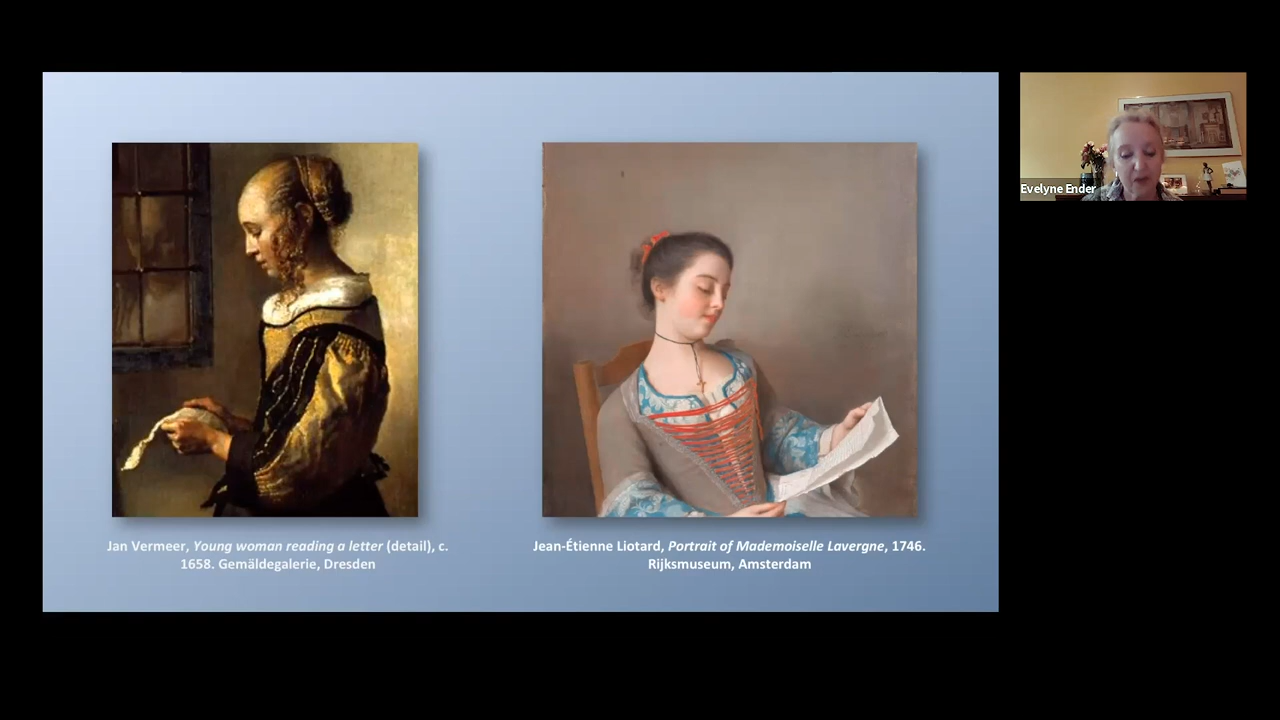 Jan Vermeer, Young woman reading a letter (detail), c.
1658. Gemäldegalerie, Dresden
Jean-Étienne Liotard, Portrait of Mademoiselle Lavergne, 1746.
Rijksmuseum, Amsterdam
Evelyne Ender